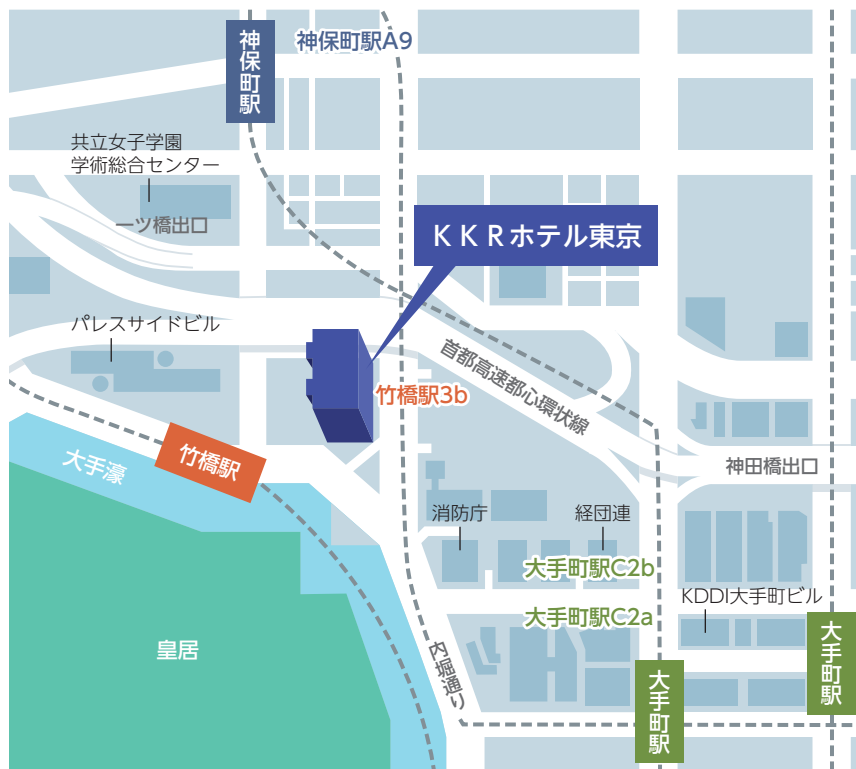 神保町駅
神保町駅A9
共立女子学園
学術総合センター
一ツ橋出口
ＫＫＲホテル東京
パレスサイドビル
首都高速都心環状線
竹橋駅3b
竹橋駅
大手濠
神田橋出口
消防庁
経団連
大手町駅C2b
KDDI大手町ビル
大手町駅C2a
皇居
内堀通り
大手町駅
大手町駅